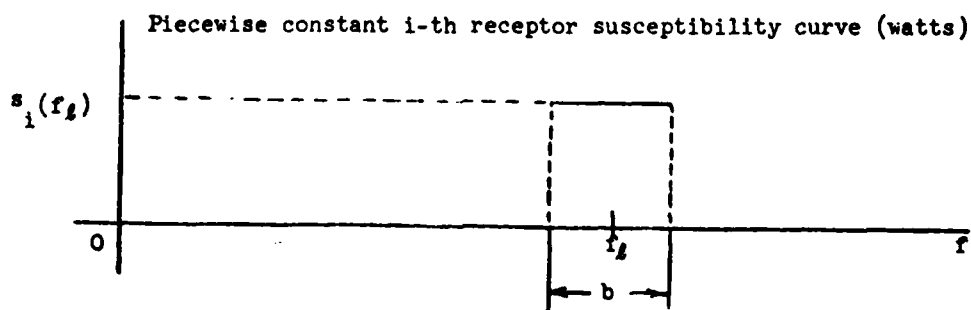 Piecewise constant i-th receptor susceptibility curve (watts)
s_i(f_ℓ)
0
f_ℓ
f
b